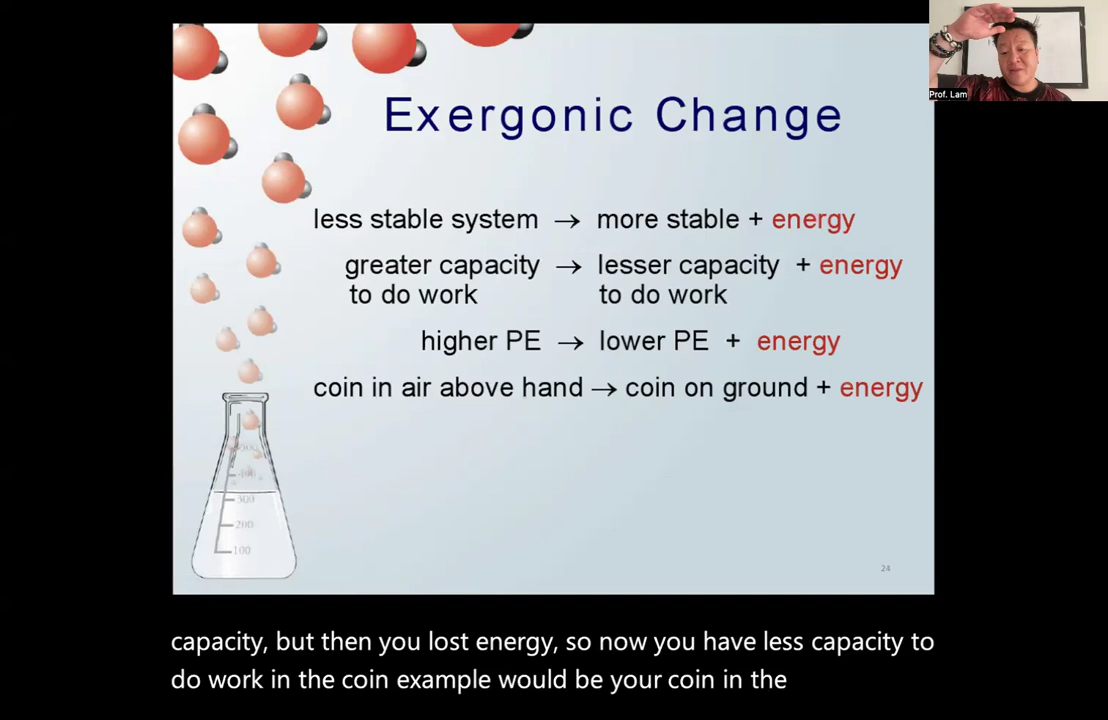 Prof. Lam
Exergonic Change
less stable system → more stable + energy
greater capacity → lesser capacity + energy
to do work to do work
higher PE → lower PE + energy
coin in air above hand → coin on ground + energy
400
300
200
100
24
capacity, but then you lost energy, so now you have less capacity to
do work in the coin example would be your coin in the